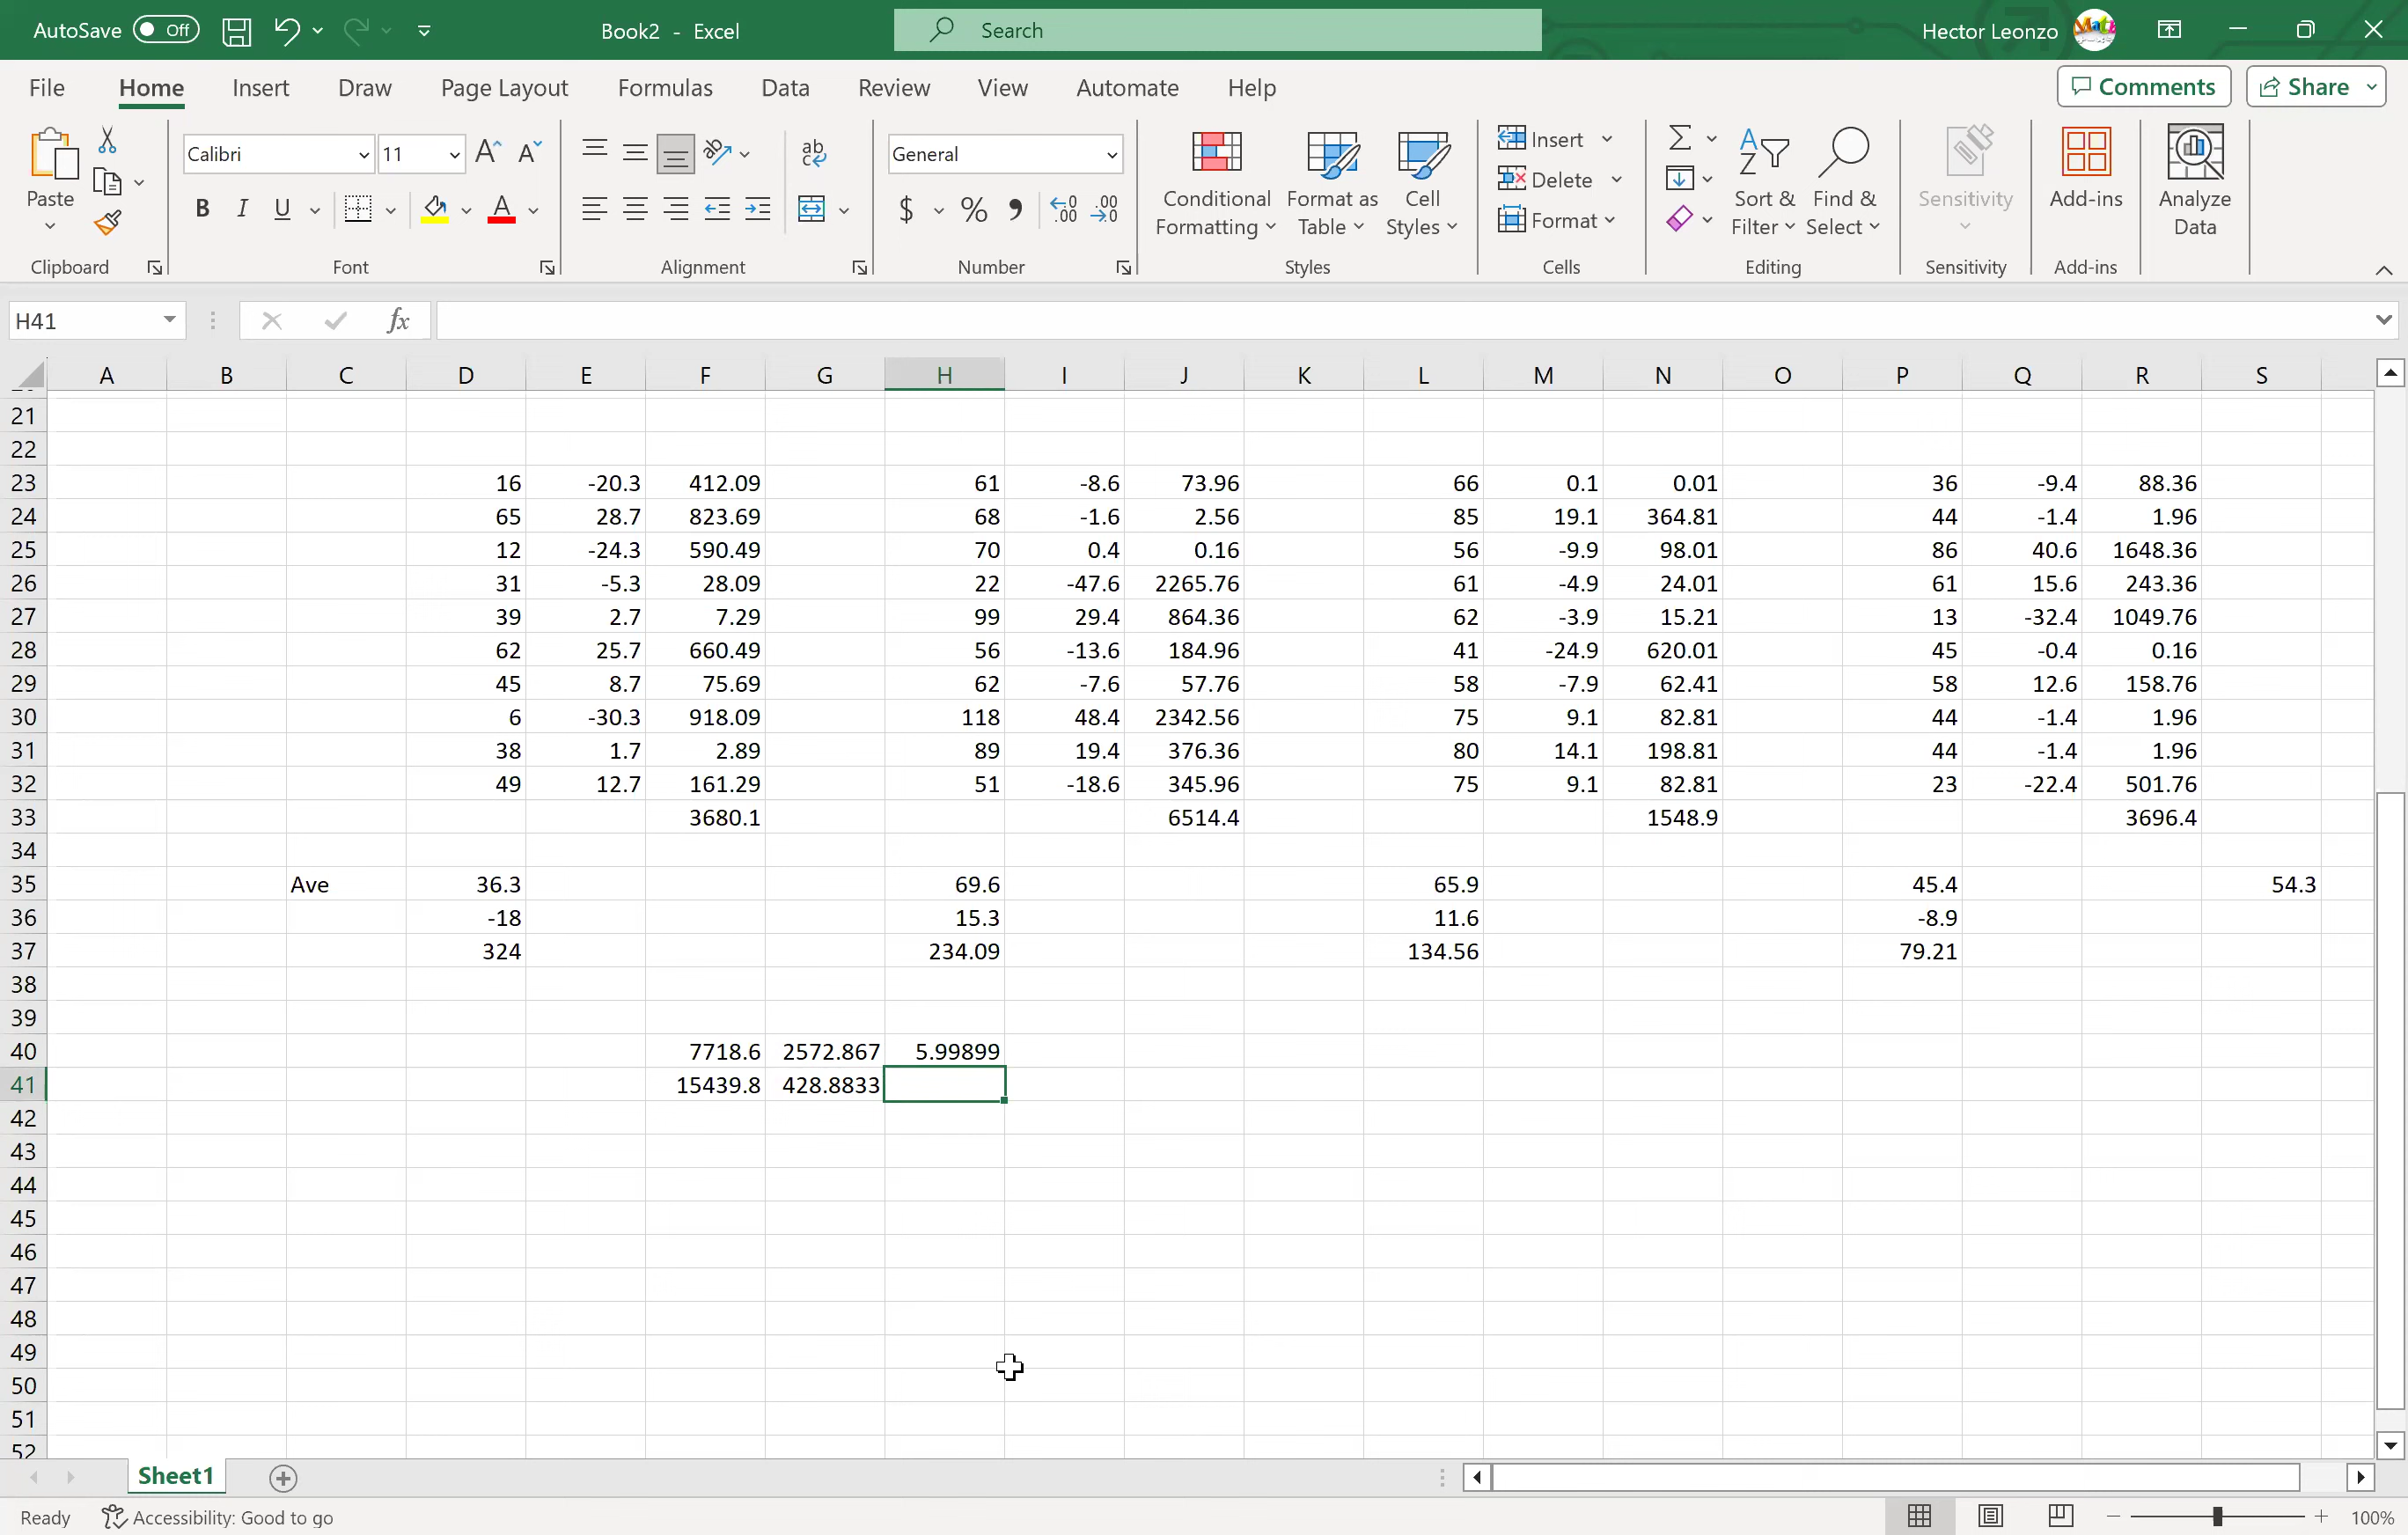 AutoSave Off Book2 - Excel Search Hector Leonzo
File Home Insert Draw Page Layout Formulas Data Review View Automate Help Comments Share
Paste
Clipboard
Calibri 11
B I U
Font
ab
Alignment
General
$ % , .00 .00
Number
Conditional Formatting
Format as Table
Cell Styles
Styles
Insert
Delete
Format
Cells
Sort & Filter
Find & Select
Editing
Sensitivity
Sensitivity
Add-ins
Add-ins
Analyze Data
H41 fx
A B C D E F G H I J K L M N O P Q R S
21
22
23 16 -20.3 412.09 61 -8.6 73.96 66 0.1 0.01 36 -9.4 88.36
24 65 28.7 823.69 68 -1.6 2.56 85 19.1 364.81 44 -1.4 1.96
25 12 -24.3 590.49 70 0.4 0.16 56 -9.9 98.01 86 40.6 1648.36
26 31 -5.3 28.09 22 -47.6 2265.76 61 -4.9 24.01 61 15.6 243.36
27 39 2.7 7.29 99 29.4 864.36 62 -3.9 15.21 13 -32.4 1049.76
28 62 25.7 660.49 56 -13.6 184.96 41 -24.9 620.01 45 -0.4 0.16
29 45 8.7 75.69 62 -7.6 57.76 58 -7.9 62.41 58 12.6 158.76
30 6 -30.3 918.09 118 48.4 2342.56 75 9.1 82.81 44 -1.4 1.96
31 38 1.7 2.89 89 19.4 376.36 80 14.1 198.81 44 -1.4 1.96
32 49 12.7 161.29 51 -18.6 345.96 75 9.1 82.81 23 -22.4 501.76
33 3680.1 6514.4 1548.9 3696.4
34
35 Ave 36.3 69.6 65.9 45.4 54.3
36 -18 15.3 11.6 -8.9
37 324 234.09 134.56 79.21
38
39
40 7718.6 2572.867 5.99899
41 15439.8 428.8833
42
43
44
45
46
47
48
49
50
51
52
Sheet1
Ready Accessibility: Good to go 100%